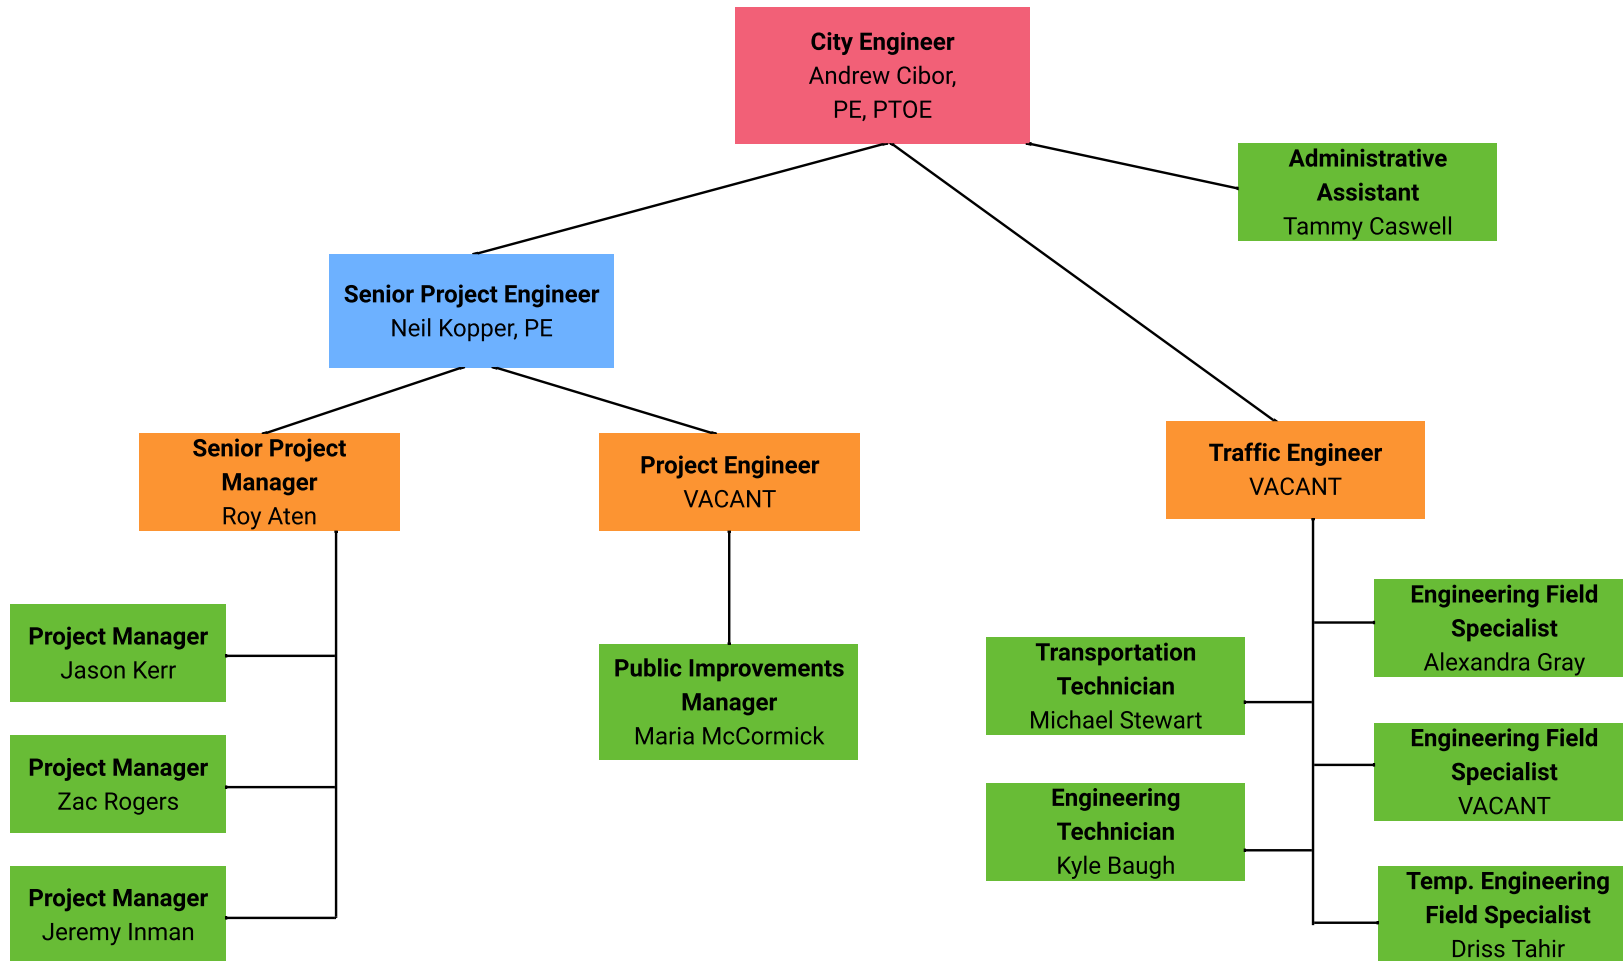 City Engineer
Andrew Cibor,
PE, PTOE
Administrative
Assistant
Tammy Caswell
Senior Project Engineer
Neil Kopper, PE
Senior Project
Manager
Roy Aten
Project Engineer
VACANT
Traffic Engineer
VACANT
Project Manager
Jason Kerr
Project Manager
Zac Rogers
Project Manager
Jeremy Inman
Public Improvements
Manager
Maria McCormick
Transportation
Technician
Michael Stewart
Engineering
Technician
Kyle Baugh
Engineering Field
Specialist
Alexandra Gray
Engineering Field
Specialist
VACANT
Temp. Engineering
Field Specialist
Driss Tahir